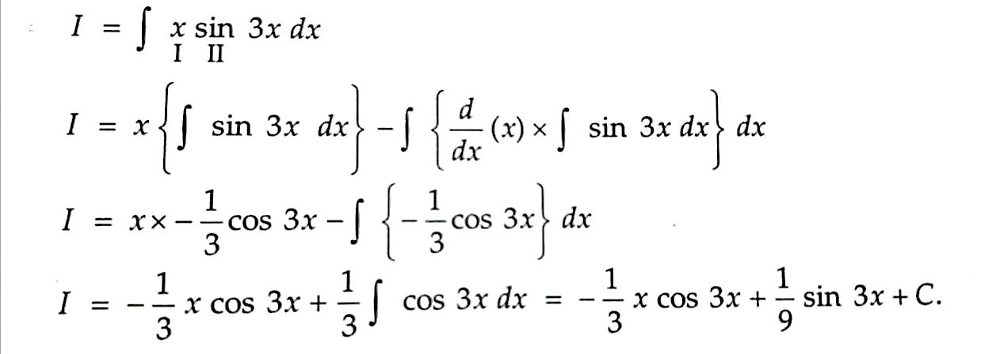 I = ∫ x sin 3x dx
I II
I = x {∫ sin 3x dx} − ∫ {d/dx (x) × ∫ sin 3x dx} dx
I = x × − 1/3 cos 3x − ∫ {− 1/3 cos 3x} dx
I = − 1/3 x cos 3x + 1/3 ∫ cos 3x dx = − 1/3 x cos 3x + 1/9 sin 3x + C.